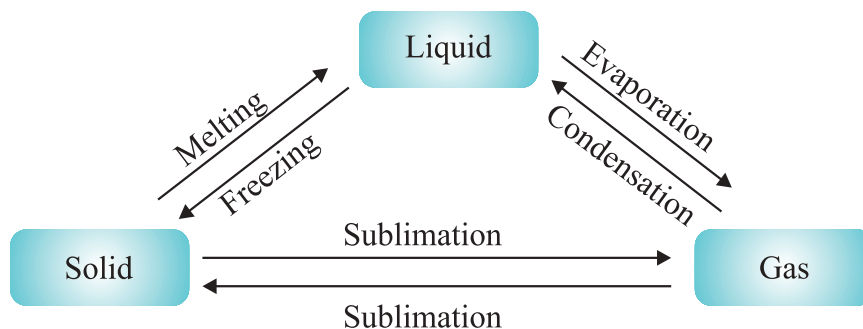 Liquid
Melting
Freezing
Evaporation
Condensation
Solid
Sublimation
Gas
Sublimation